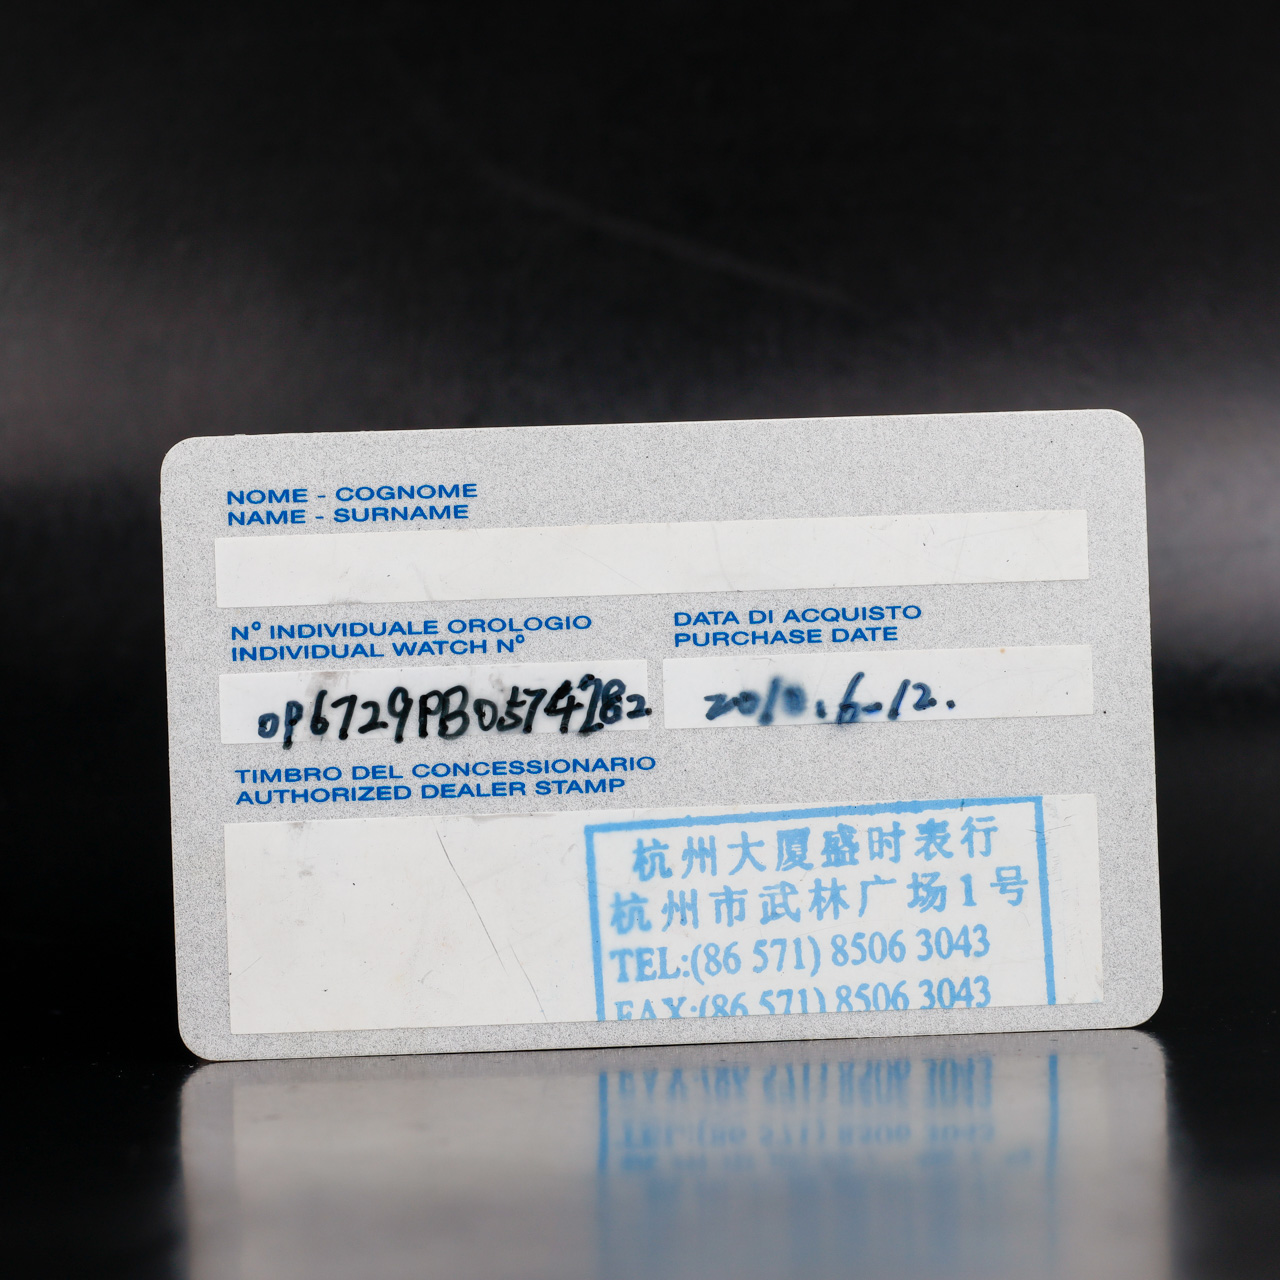 NOME - COGNOME
NAME - SURNAME
N° INDIVIDUALE OROLOGIO
INDIVIDUAL WATCH N°
OP6729PB0574782
DATA DI ACQUISTO
PURCHASE DATE
2010.6-12.
TIMBRO DEL CONCESSIONARIO
AUTHORIZED DEALER STAMP
杭州大厦盛时表行
杭州市武林广场1号
TEL:(86 571) 8506 3043
FAX:(86 571) 8506 3043